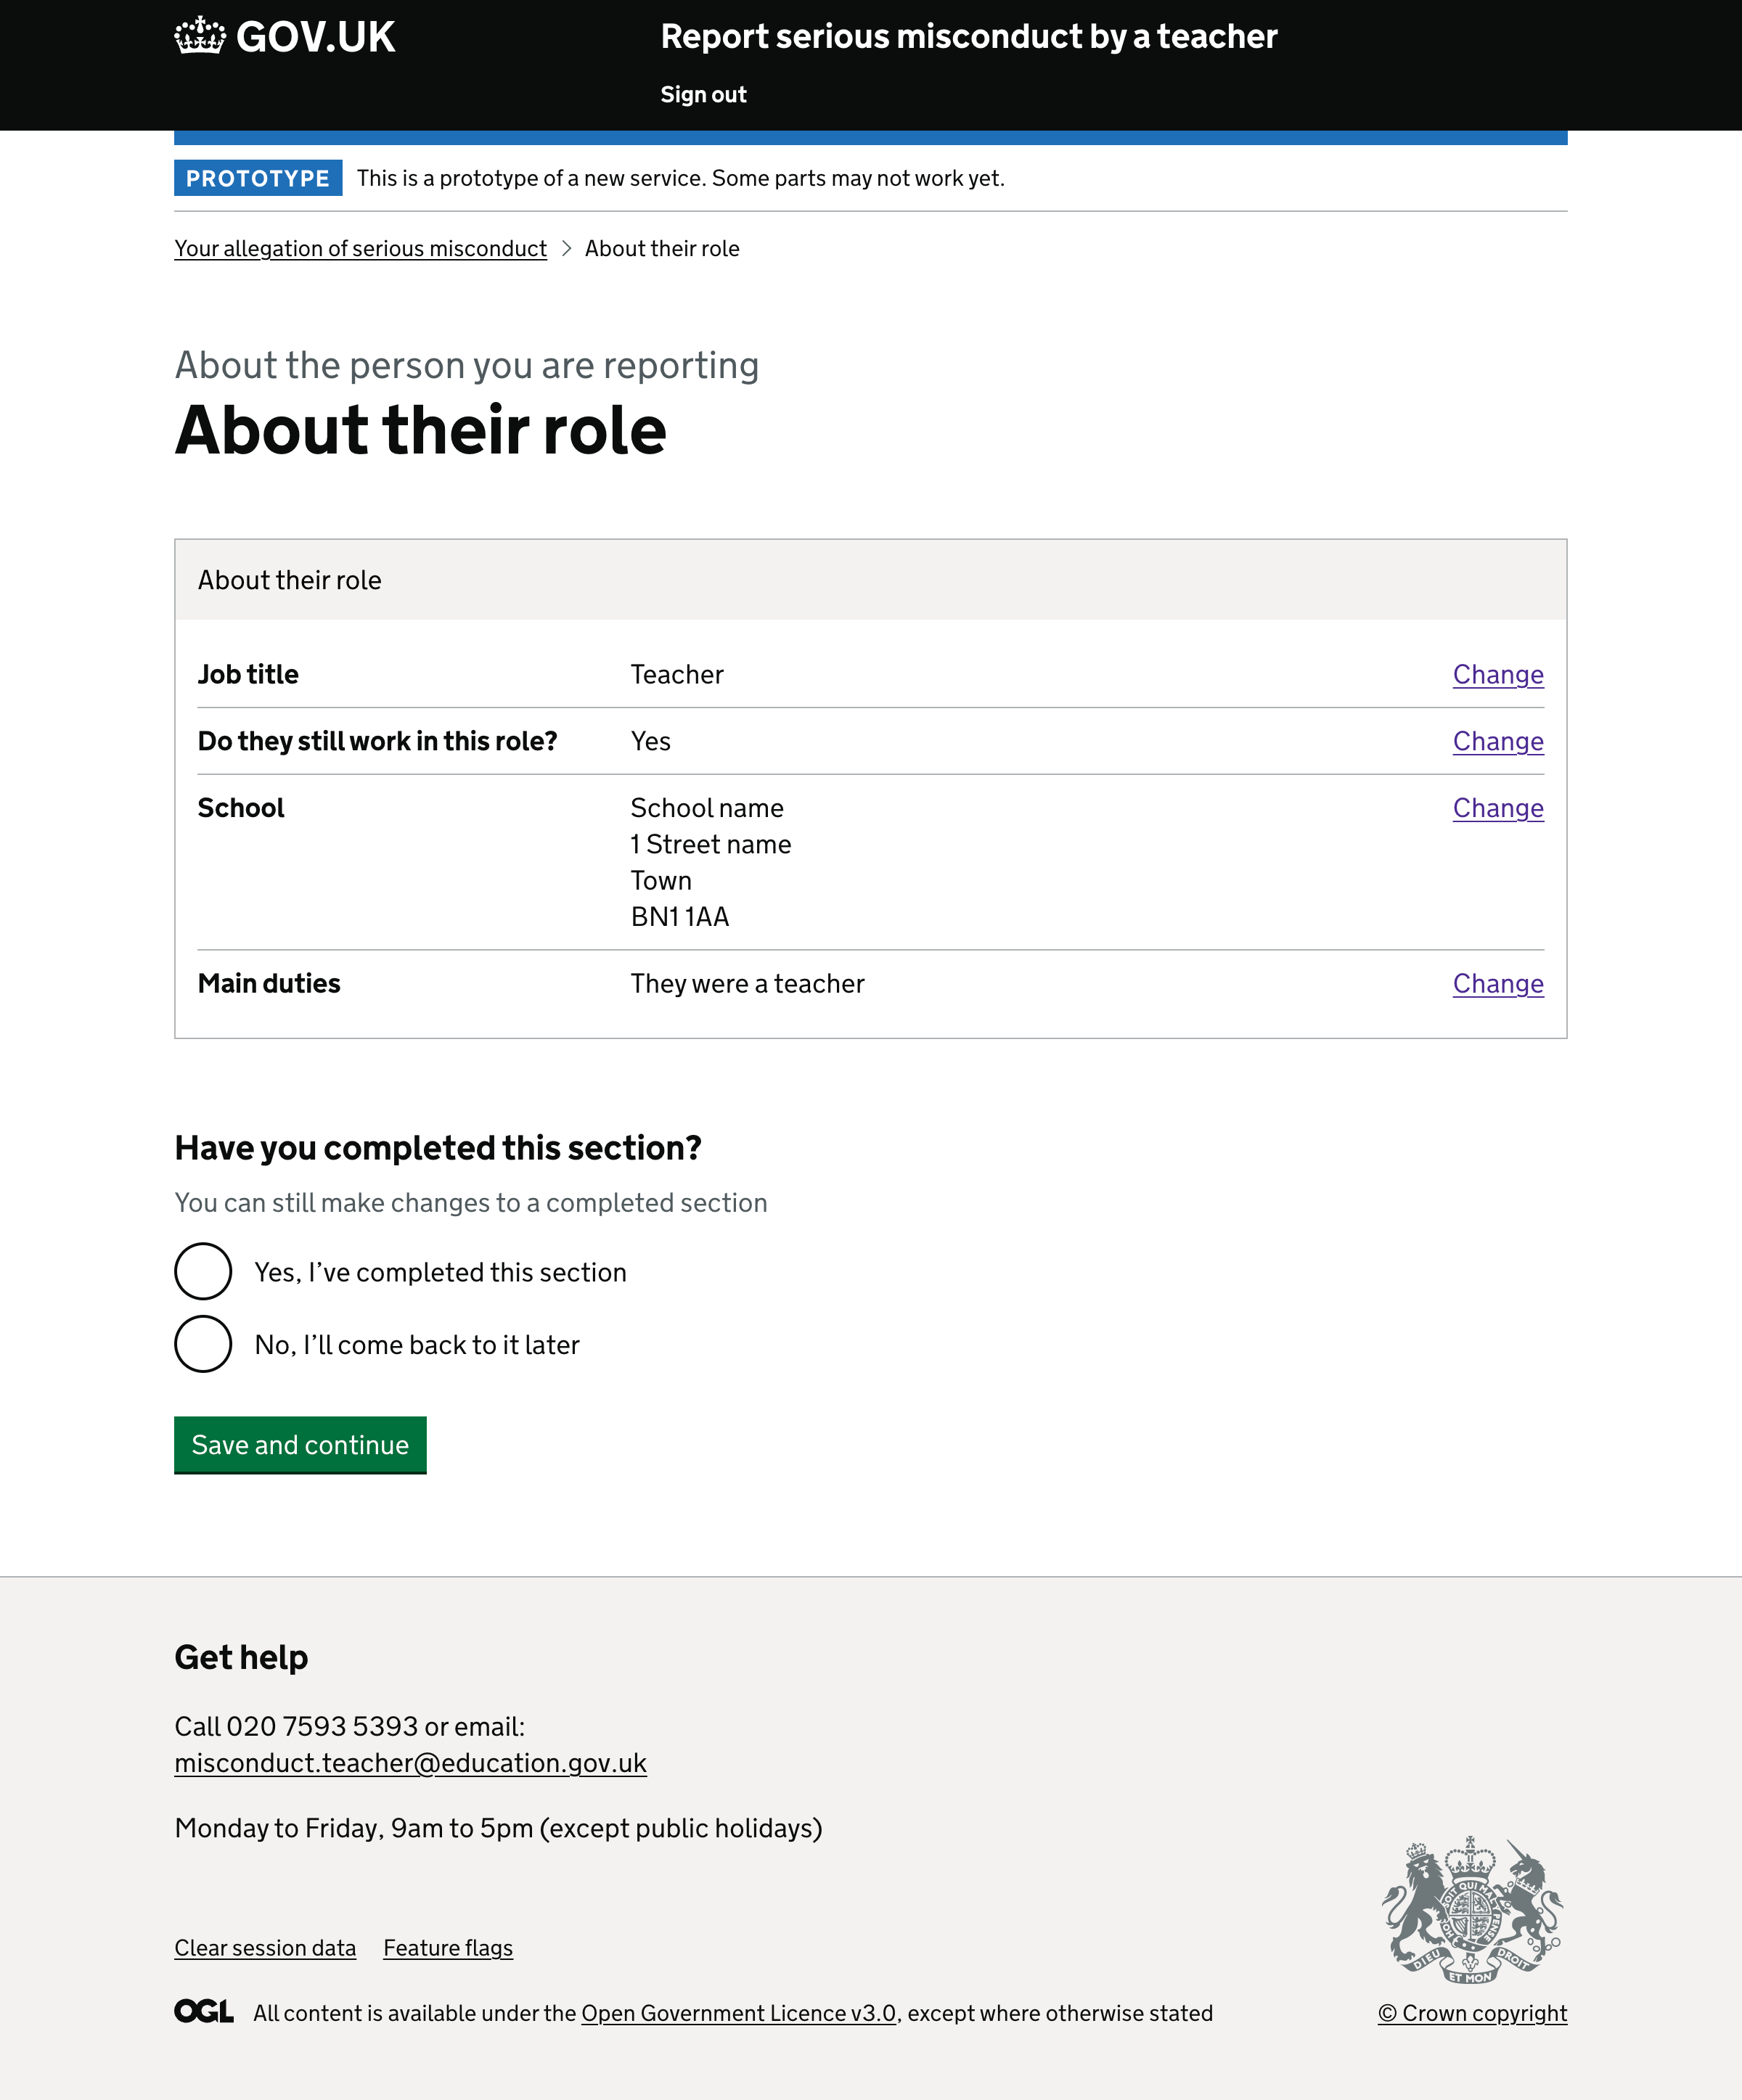 GOV.UK
Report serious misconduct by a teacher
Sign out
PROTOTYPE This is a prototype of a new service. Some parts may not work yet.
Your allegation of serious misconduct > About their role
About the person you are reporting
About their role
About their role
Job title Teacher Change
Do they still work in this role? Yes Change
School School name Change
1 Street name
Town
BN1 1AA
Main duties They were a teacher Change
Have you completed this section?
You can still make changes to a completed section
Yes, I’ve completed this section
No, I’ll come back to it later
Save and continue
Get help
Call 020 7593 5393 or email:
misconduct.teacher@education.gov.uk
Monday to Friday, 9am to 5pm (except public holidays)
DIEU ET MON DROIT
Clear session data Feature flags
OGL All content is available under the Open Government Licence v3.0, except where otherwise stated
© Crown copyright